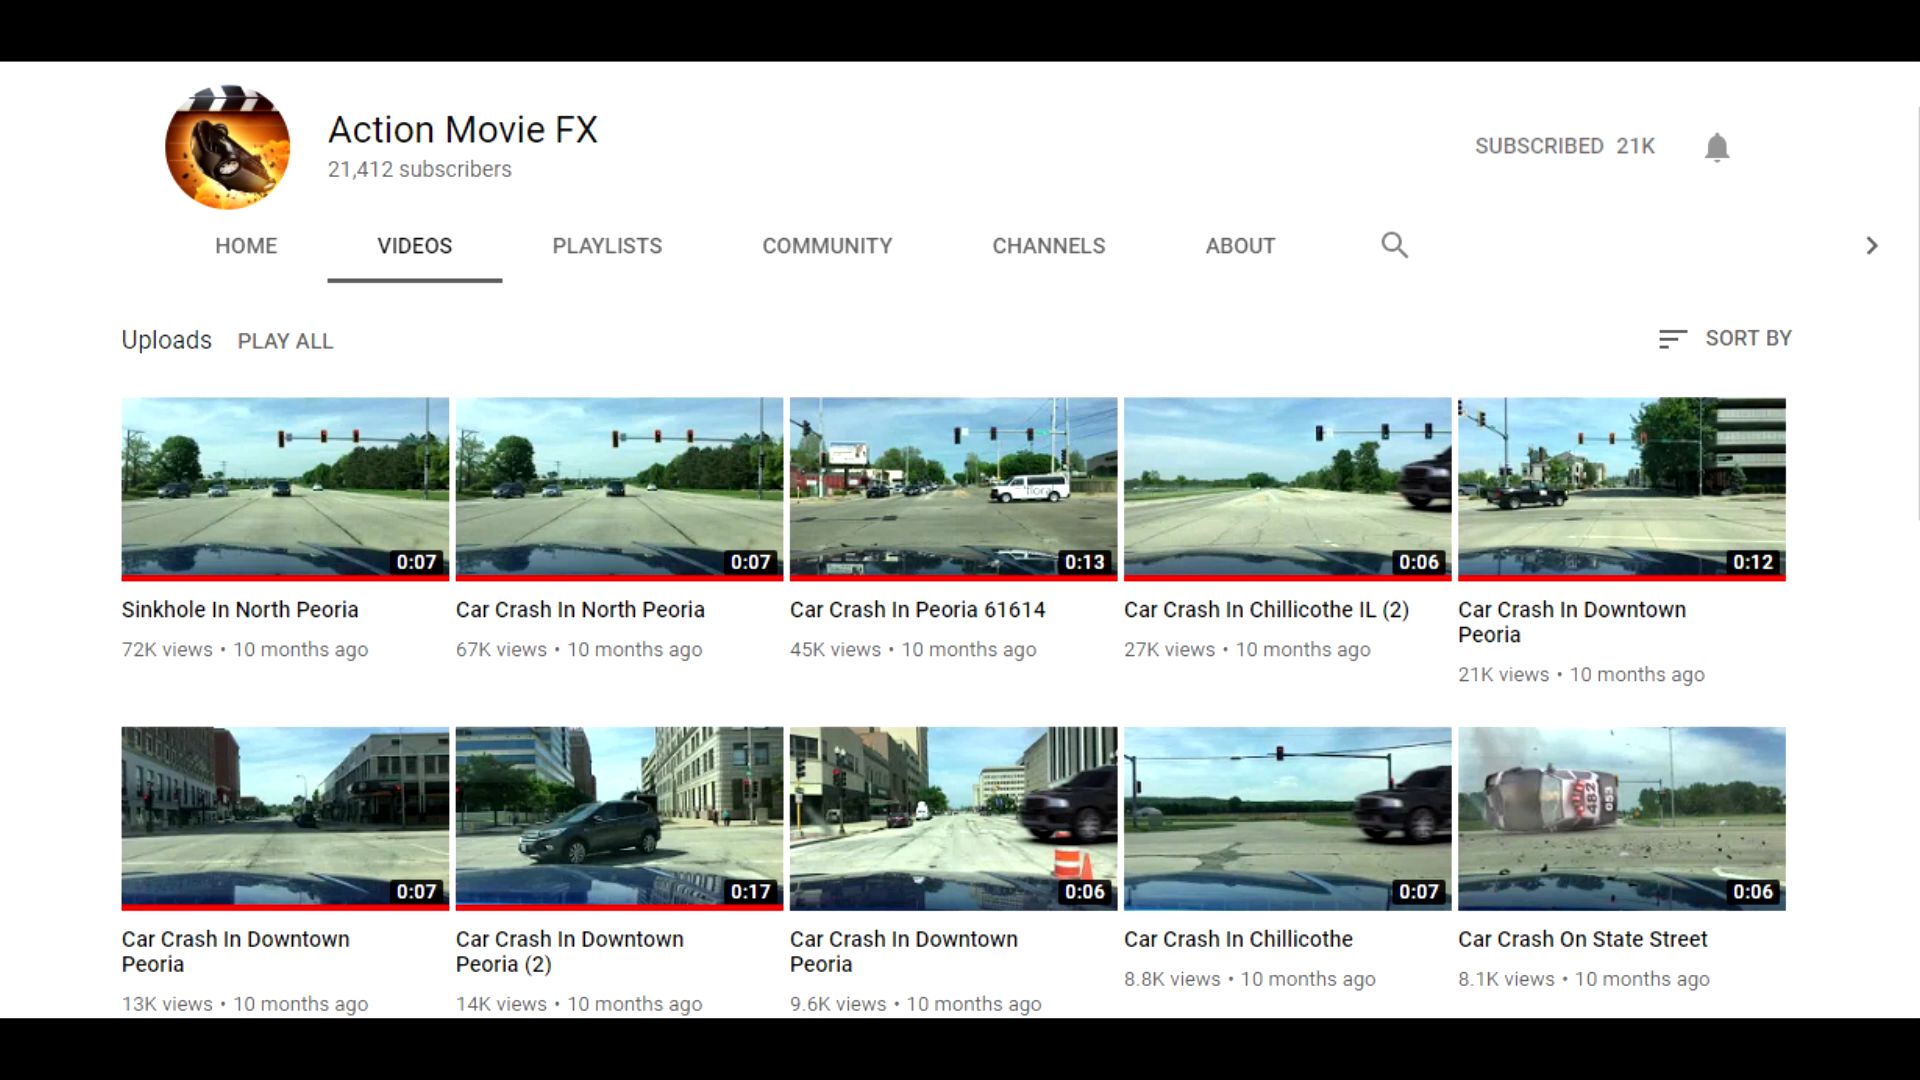 Action Movie FX
21,412 subscribers
SUBSCRIBED 21K
HOME VIDEOS PLAYLISTS COMMUNITY CHANNELS ABOUT
Uploads PLAY ALL
SORT BY
0:07 0:07 0:13 0:06 0:12
Sinkhole In North Peoria
72K views • 10 months ago
Car Crash In North Peoria
67K views • 10 months ago
Car Crash In Peoria 61614
45K views • 10 months ago
Car Crash In Chillicothe IL (2)
27K views • 10 months ago
Car Crash In Downtown
Peoria
21K views • 10 months ago
fiora
482
053
0:07 0:17 0:06 0:07 0:06
Car Crash In Downtown
Peoria
13K views • 10 months ago
Car Crash In Downtown
Peoria (2)
14K views • 10 months ago
Car Crash In Downtown
Peoria
9.6K views • 10 months ago
Car Crash In Chillicothe
8.8K views • 10 months ago
Car Crash On State Street
8.1K views • 10 months ago